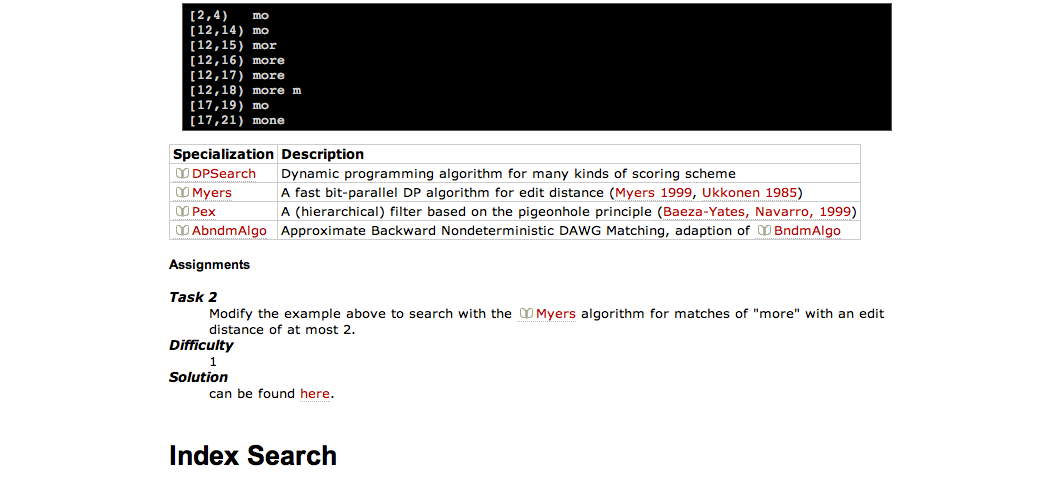 [2,4)   mo
[12,14) mo
[12,15) mor
[12,16) more
[12,17) more
[12,18) more m
[17,19) mo
[17,21) mone
Specialization Description
DPSearch Dynamic programming algorithm for many kinds of scoring scheme
Myers A fast bit-parallel DP algorithm for edit distance (Myers 1999, Ukkonen 1985)
Pex A (hierarchical) filter based on the pigeonhole principle (Baeza-Yates, Navarro, 1999)
AbndmAlgo Approximate Backward Nondeterministic DAWG Matching, adaption of BndmAlgo
Assignments
Task 2
Modify the example above to search with the Myers algorithm for matches of "more" with an edit
distance of at most 2.
Difficulty
1
Solution
can be found here.
Index Search